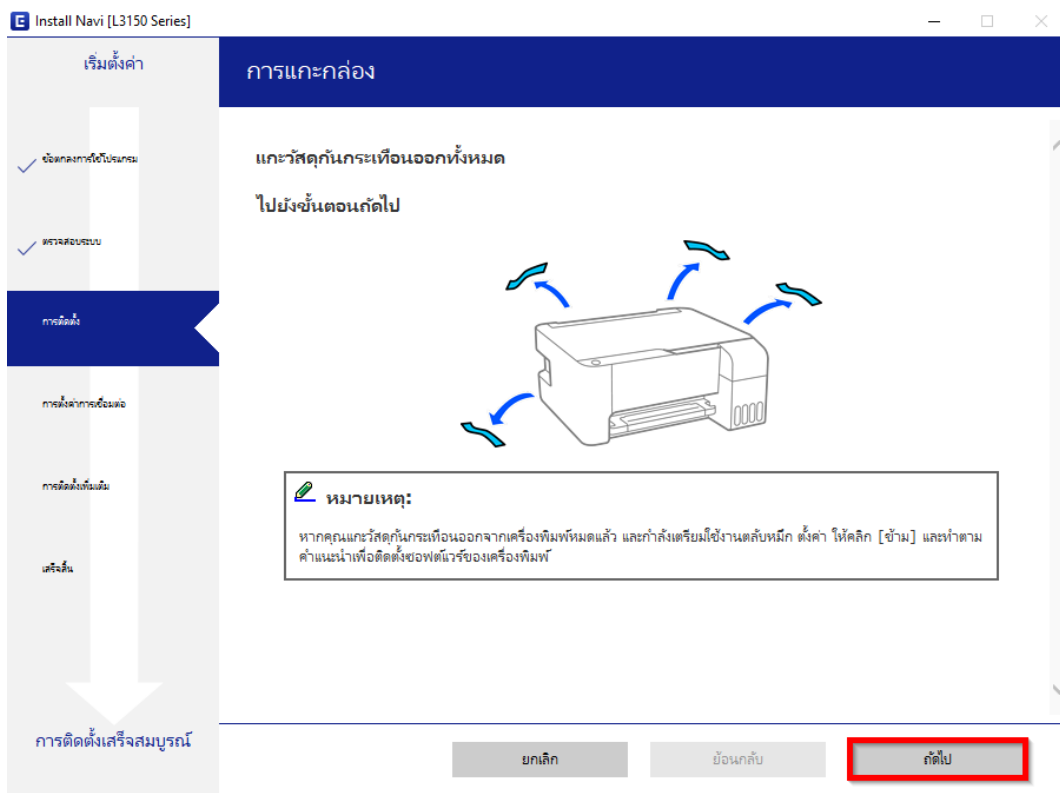 Install Navi [L3150 Series]
เริ่มตั้งค่า
การแกะกล่อง
ข้อตกลงการใช้โปรแกรม
ตรวจสอบระบบ
การติดตั้ง
การตั้งค่าการเชื่อมต่อ
การติดตั้งเพิ่มเติม
เสร็จสิ้น
การติดตั้งเสร็จสมบูรณ์
แกะวัสดุกันกระเทือนออกทั้งหมด
ไปยังขั้นตอนถัดไป
หมายเหตุ:
หากคุณแกะวัสดุกันกระเทือนออกจากเครื่องพิมพ์หมดแล้ว และกำลังเตรียมใช้งานตลับหมึก ตั้งค่า ให้คลิก [ข้าม] และทำตาม
คำแนะนำเพื่อติดตั้งซอฟต์แวร์ของเครื่องพิมพ์
ยกเลิก
ย้อนกลับ
ถัดไป